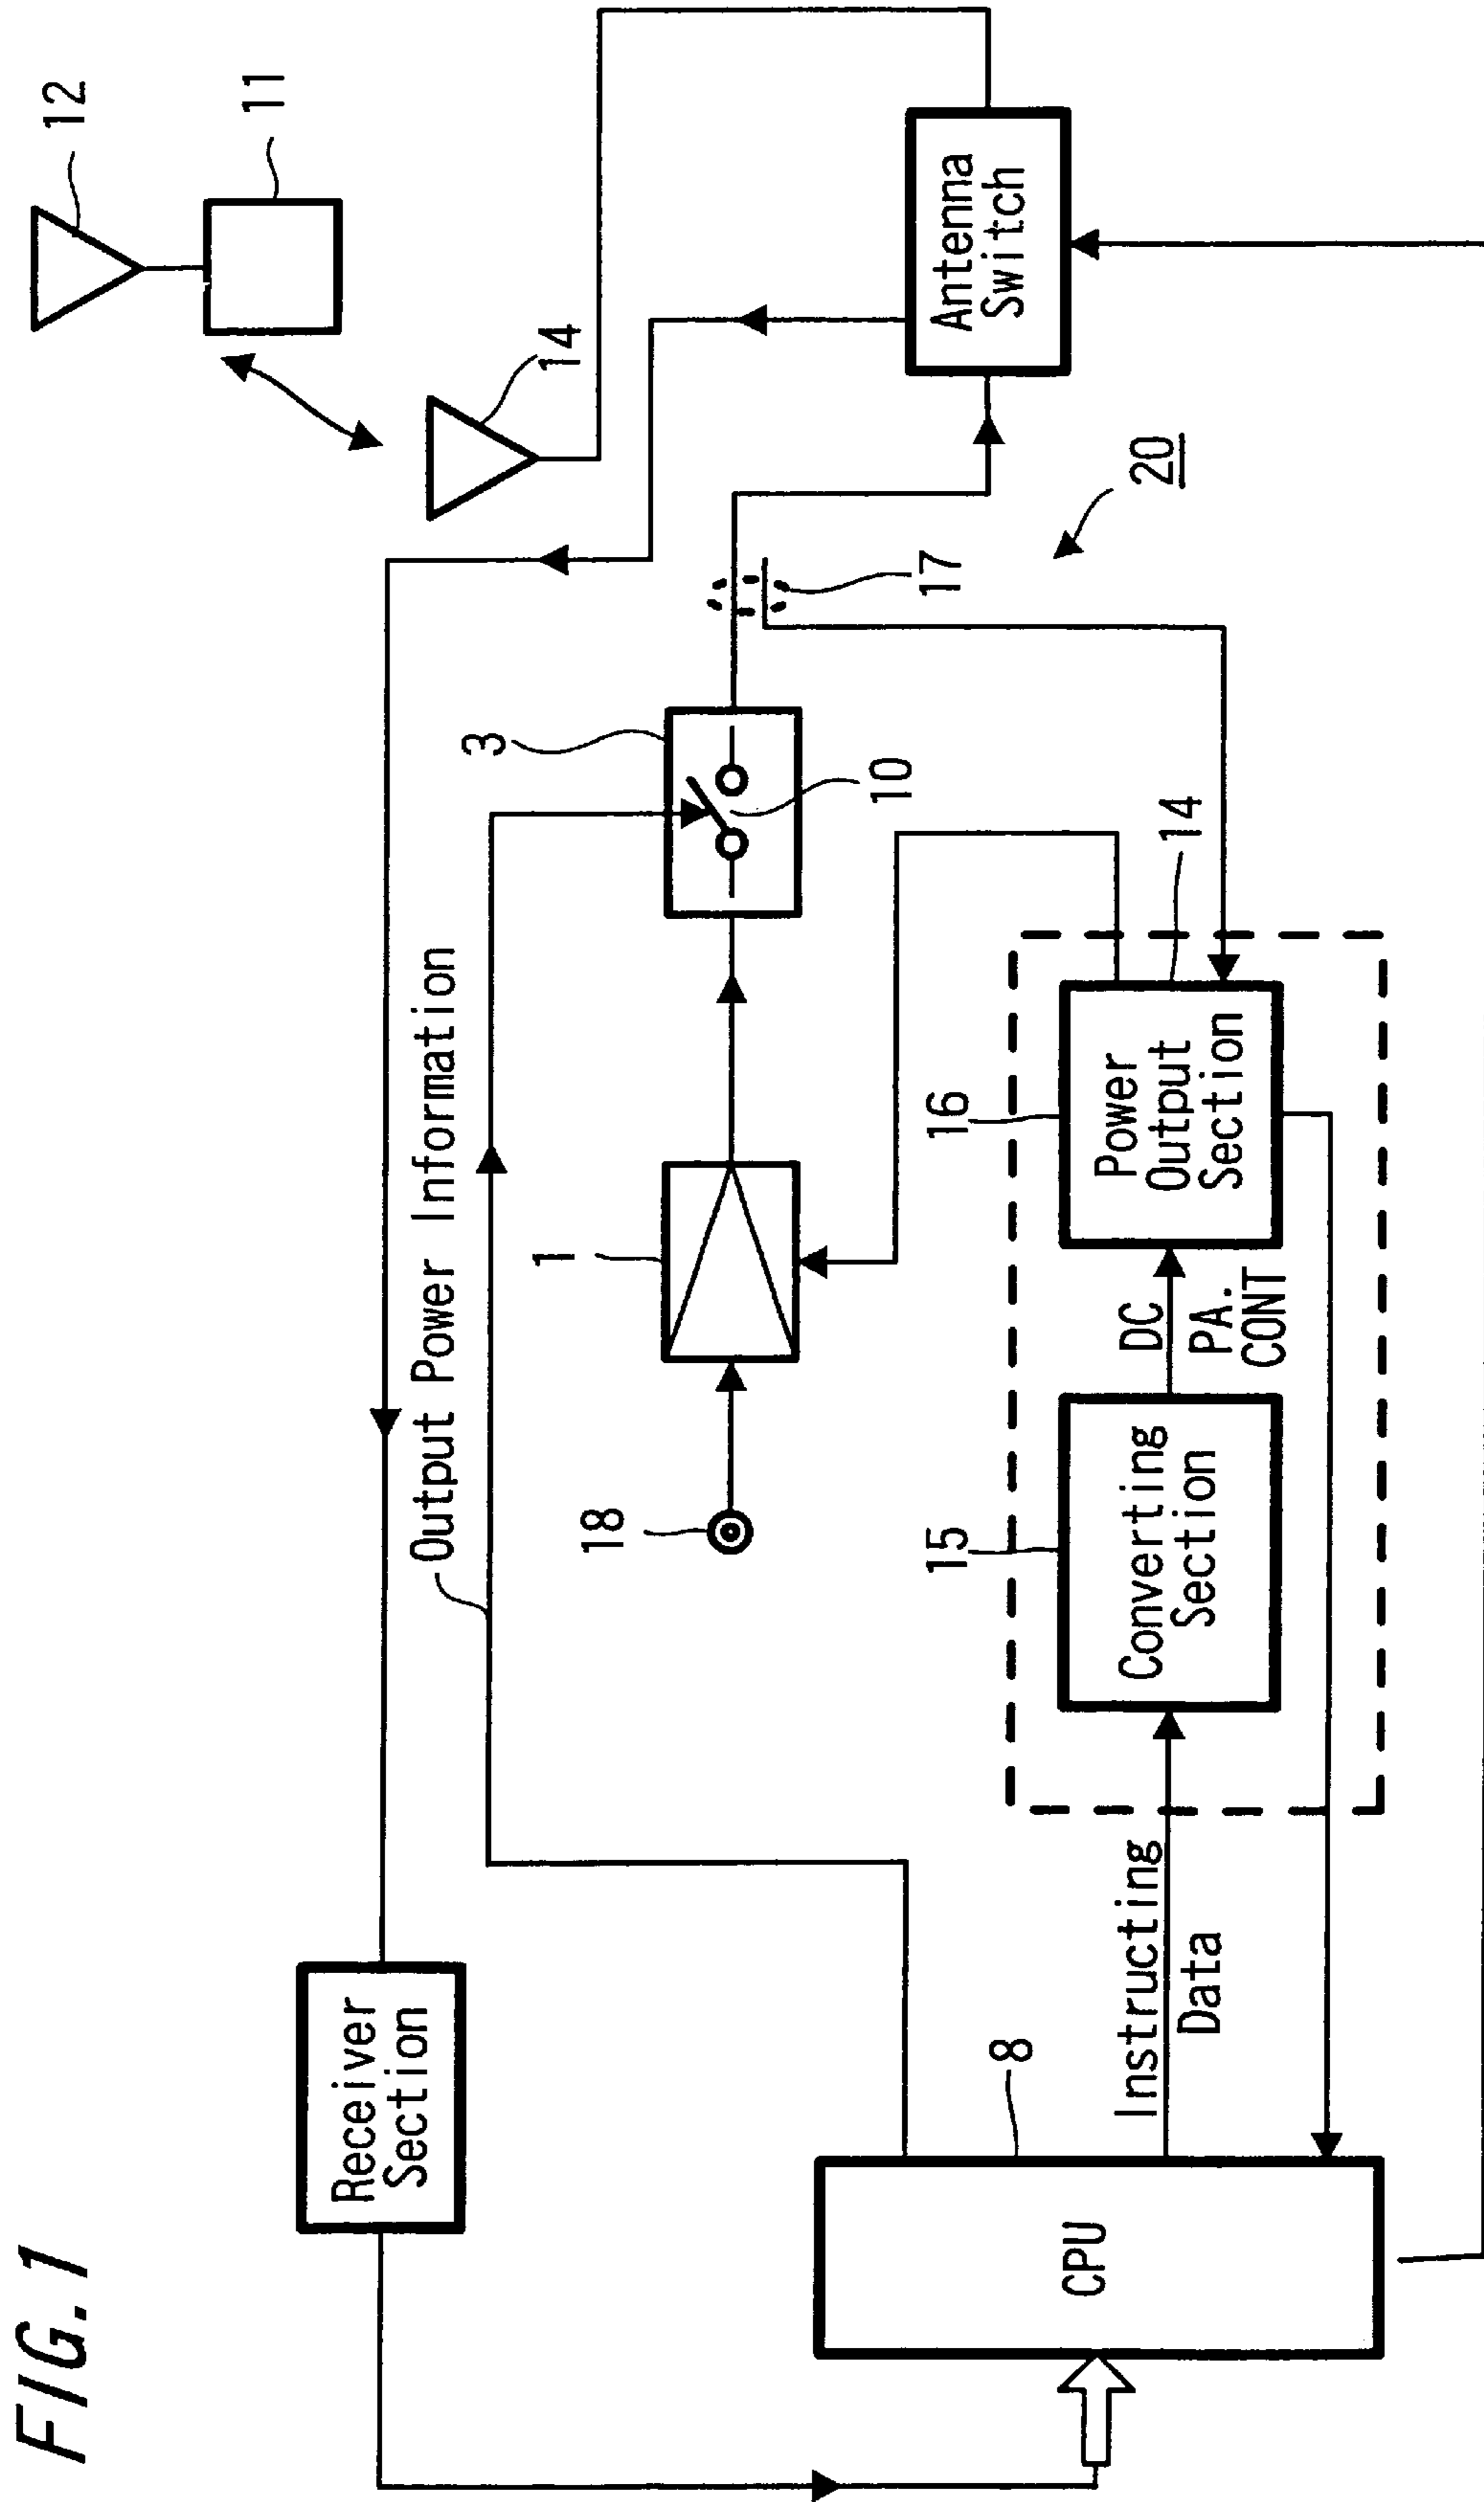 FIG.1
12
11
14
Receiver
Section
Output Power Information
3
1
18
10
17
Antenna
Switch
20
15
16
14
8
CPU
Instructing
Data
Converting
Section
DC
PA.
CONT
Power
Output
Section